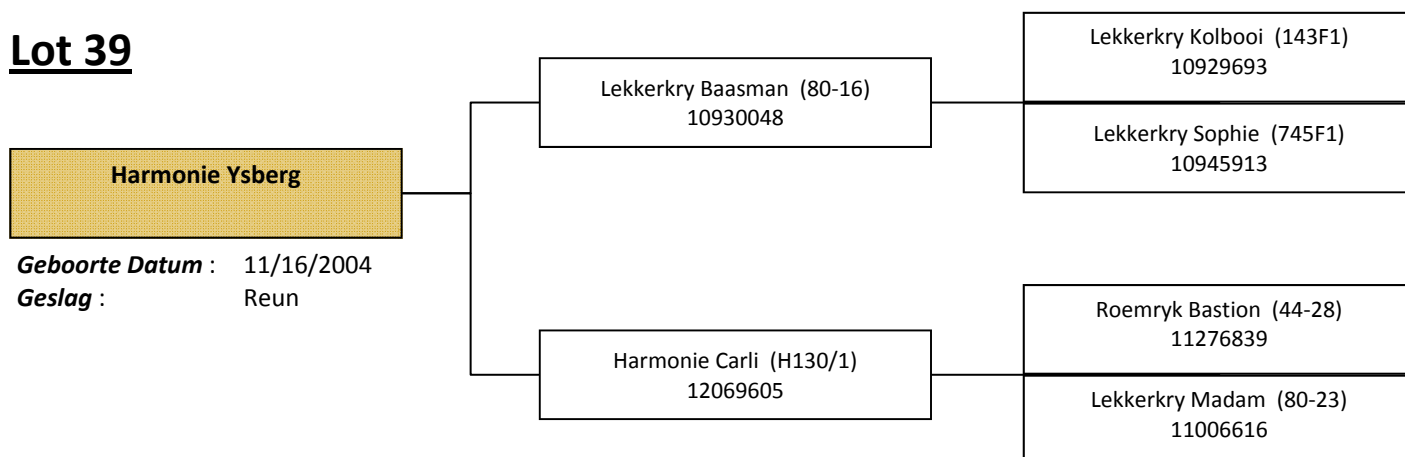 Lot 39
Harmonie Ysberg
Geboorte Datum : 11/16/2004
Geslag : Reun
Lekkerkry Baasman (80-16)
10930048
Harmonie Carli (H130/1)
12069605
Lekkerkry Kolbooi (143F1)
10929693
Lekkerkry Sophie (745F1)
10945913
Roemryk Bastion (44-28)
11276839
Lekkerkry Madam (80-23)
11006616